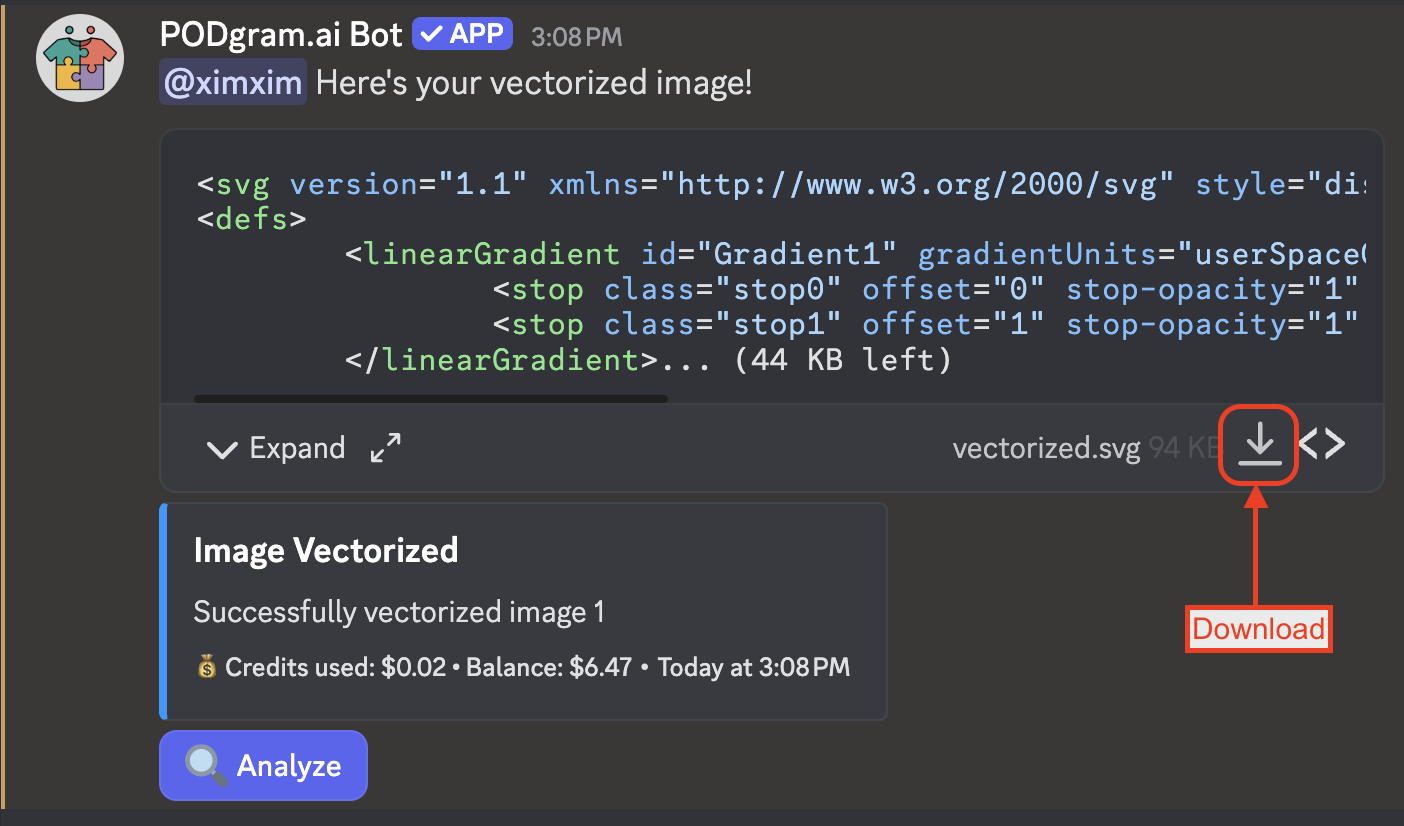 PODgram.ai Bot ✓ APP 3:08 PM
@ximxim Here's your vectorized image!
<svg version="1.1" xmlns="http://www.w3.org/2000/svg" style="dis
<defs>
<linearGradient id="Gradient1" gradientUnits="userSpaceO
<stop class="stop0" offset="0" stop-opacity="1"
<stop class="stop1" offset="1" stop-opacity="1"
</linearGradient>... (44 KB left)
Expand vectorized.svg 94 KB
Download
Image Vectorized
Successfully vectorized image 1
💰 Credits used: $0.02 • Balance: $6.47 • Today at 3:08 PM
Analyze